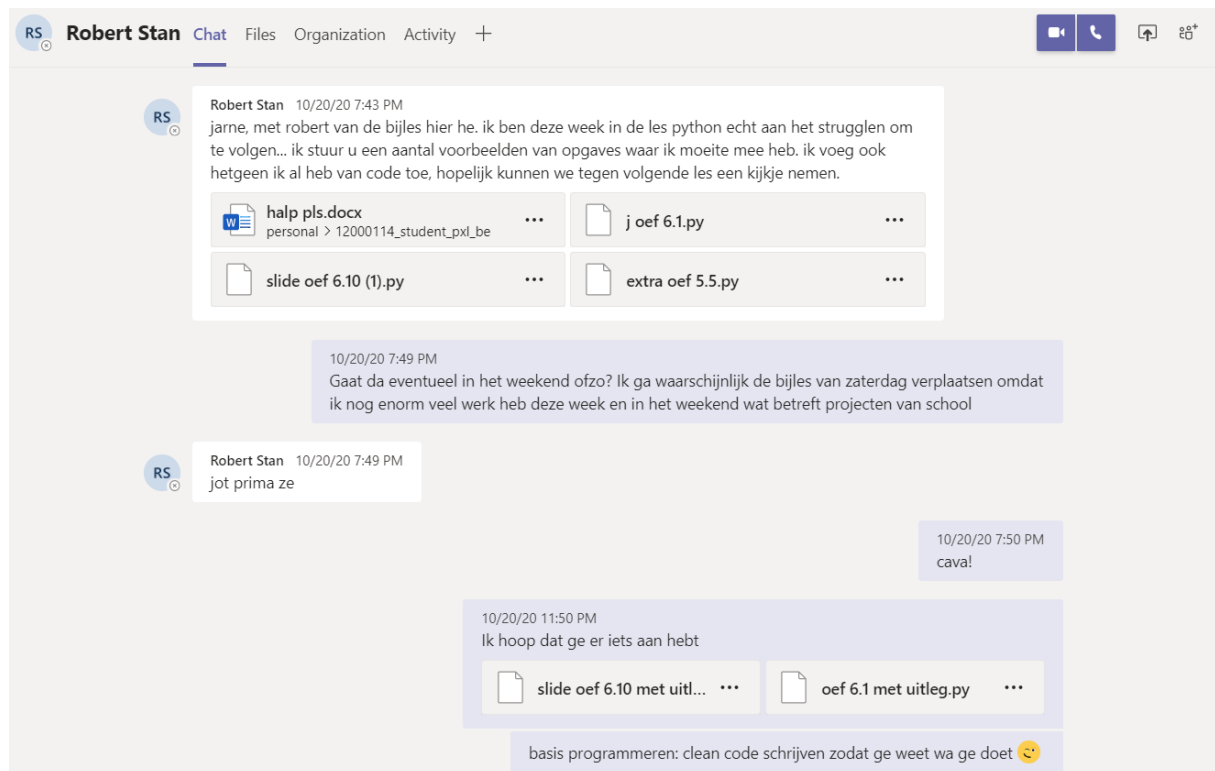 RS Robert Stan Chat Files Organization Activity
RS
Robert Stan 10/20/20 7:43 PM
jarne, met robert van de bijles hier he. ik ben deze week in de les python echt aan het strugglen om
te volgen... ik stuur u een aantal voorbeelden van opgaves waar ik moeite mee heb. ik voeg ook
hetgeen ik al heb van code toe, hopelijk kunnen we tegen volgende les een kijkje nemen.
W halp pls.docx
personal > 12000114_student_pxl_be
j oef 6.1.py
slide oef 6.10 (1).py
extra oef 5.5.py
10/20/20 7:49 PM
Gaat da eventueel in het weekend ofzo? Ik ga waarschijnlijk de bijles van zaterdag verplaatsen omdat
ik nog enorm veel werk heb deze week en in het weekend wat betreft projecten van school
RS
Robert Stan 10/20/20 7:49 PM
jot prima ze
10/20/20 7:50 PM
cava!
10/20/20 11:50 PM
Ik hoop dat ge er iets aan hebt
slide oef 6.10 met uitl...
oef 6.1 met uitleg.py
basis programmeren: clean code schrijven zodat ge weet wa ge doet